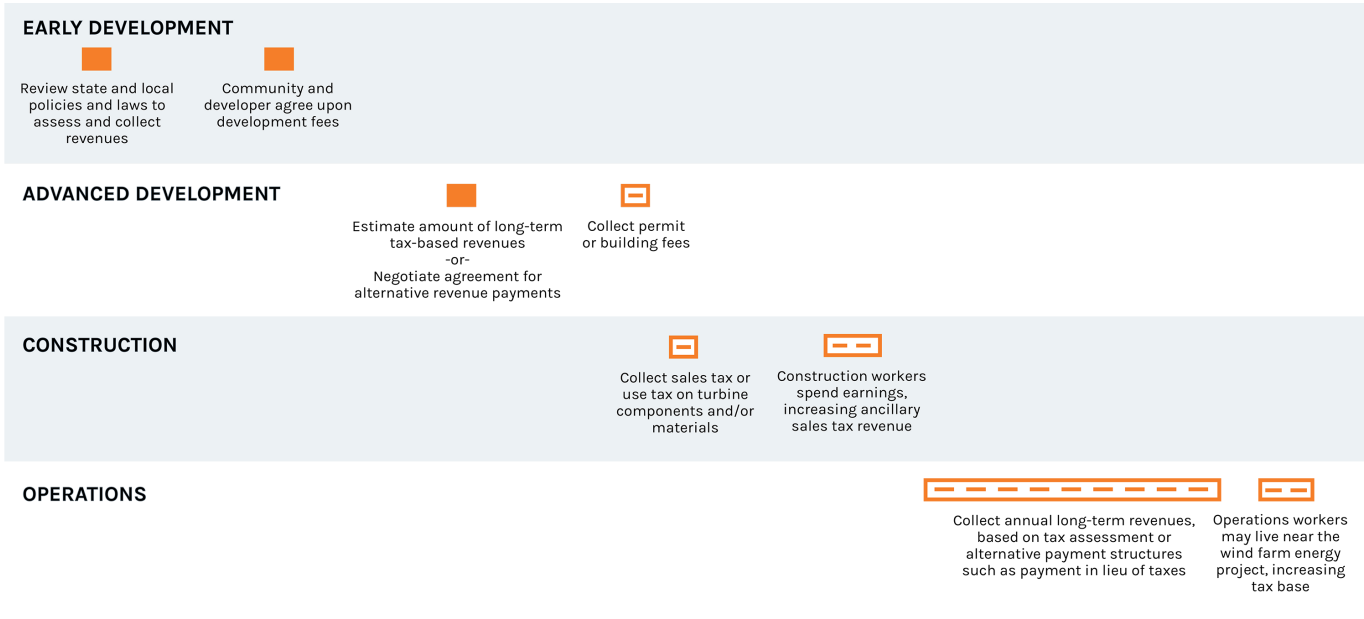 EARLY DEVELOPMENT
Review state and local
policies and laws to
assess and collect
revenues
Community and
developer agree upon
development fees
ADVANCED DEVELOPMENT
Estimate amount of long-term
tax-based revenues
-or-
Negotiate agreement for
alternative revenue payments
Collect permit
or building fees
CONSTRUCTION
Collect sales tax or
use tax on turbine
components and/or
materials
Construction workers
spend earnings,
increasing ancillary
sales tax revenue
OPERATIONS
Collect annual long-term revenues,
based on tax assessment or
alternative payment structures
such as payment in lieu of taxes
Operations workers
may live near the
wind farm energy
project, increasing
tax base